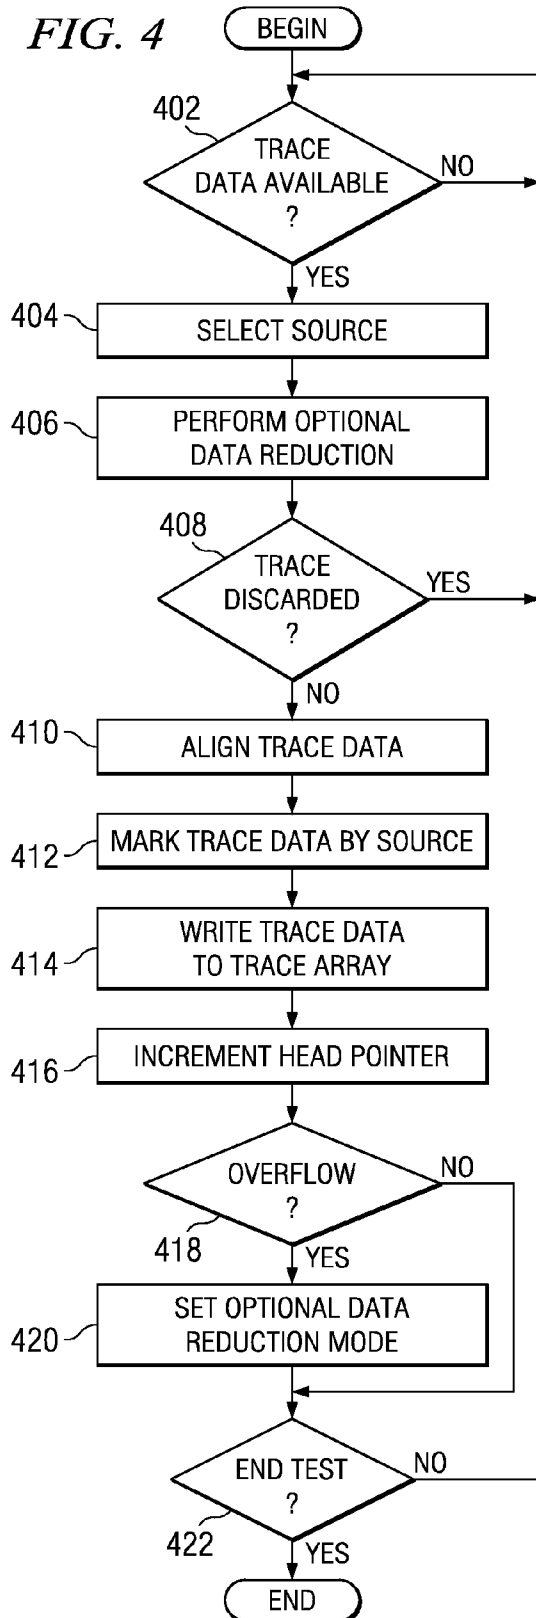 FIG. 4
BEGIN
402
TRACE
DATA AVAILABLE
?
NO
YES
404
SELECT SOURCE
406
PERFORM OPTIONAL
DATA REDUCTION
408
TRACE
DISCARDED
?
YES
NO
410
ALIGN TRACE DATA
412
MARK TRACE DATA BY SOURCE
414
WRITE TRACE DATA
TO TRACE ARRAY
416
INCREMENT HEAD POINTER
OVERFLOW
?
NO
418
YES
420
SET OPTIONAL DATA
REDUCTION MODE
END TEST
?
NO
422
YES
END